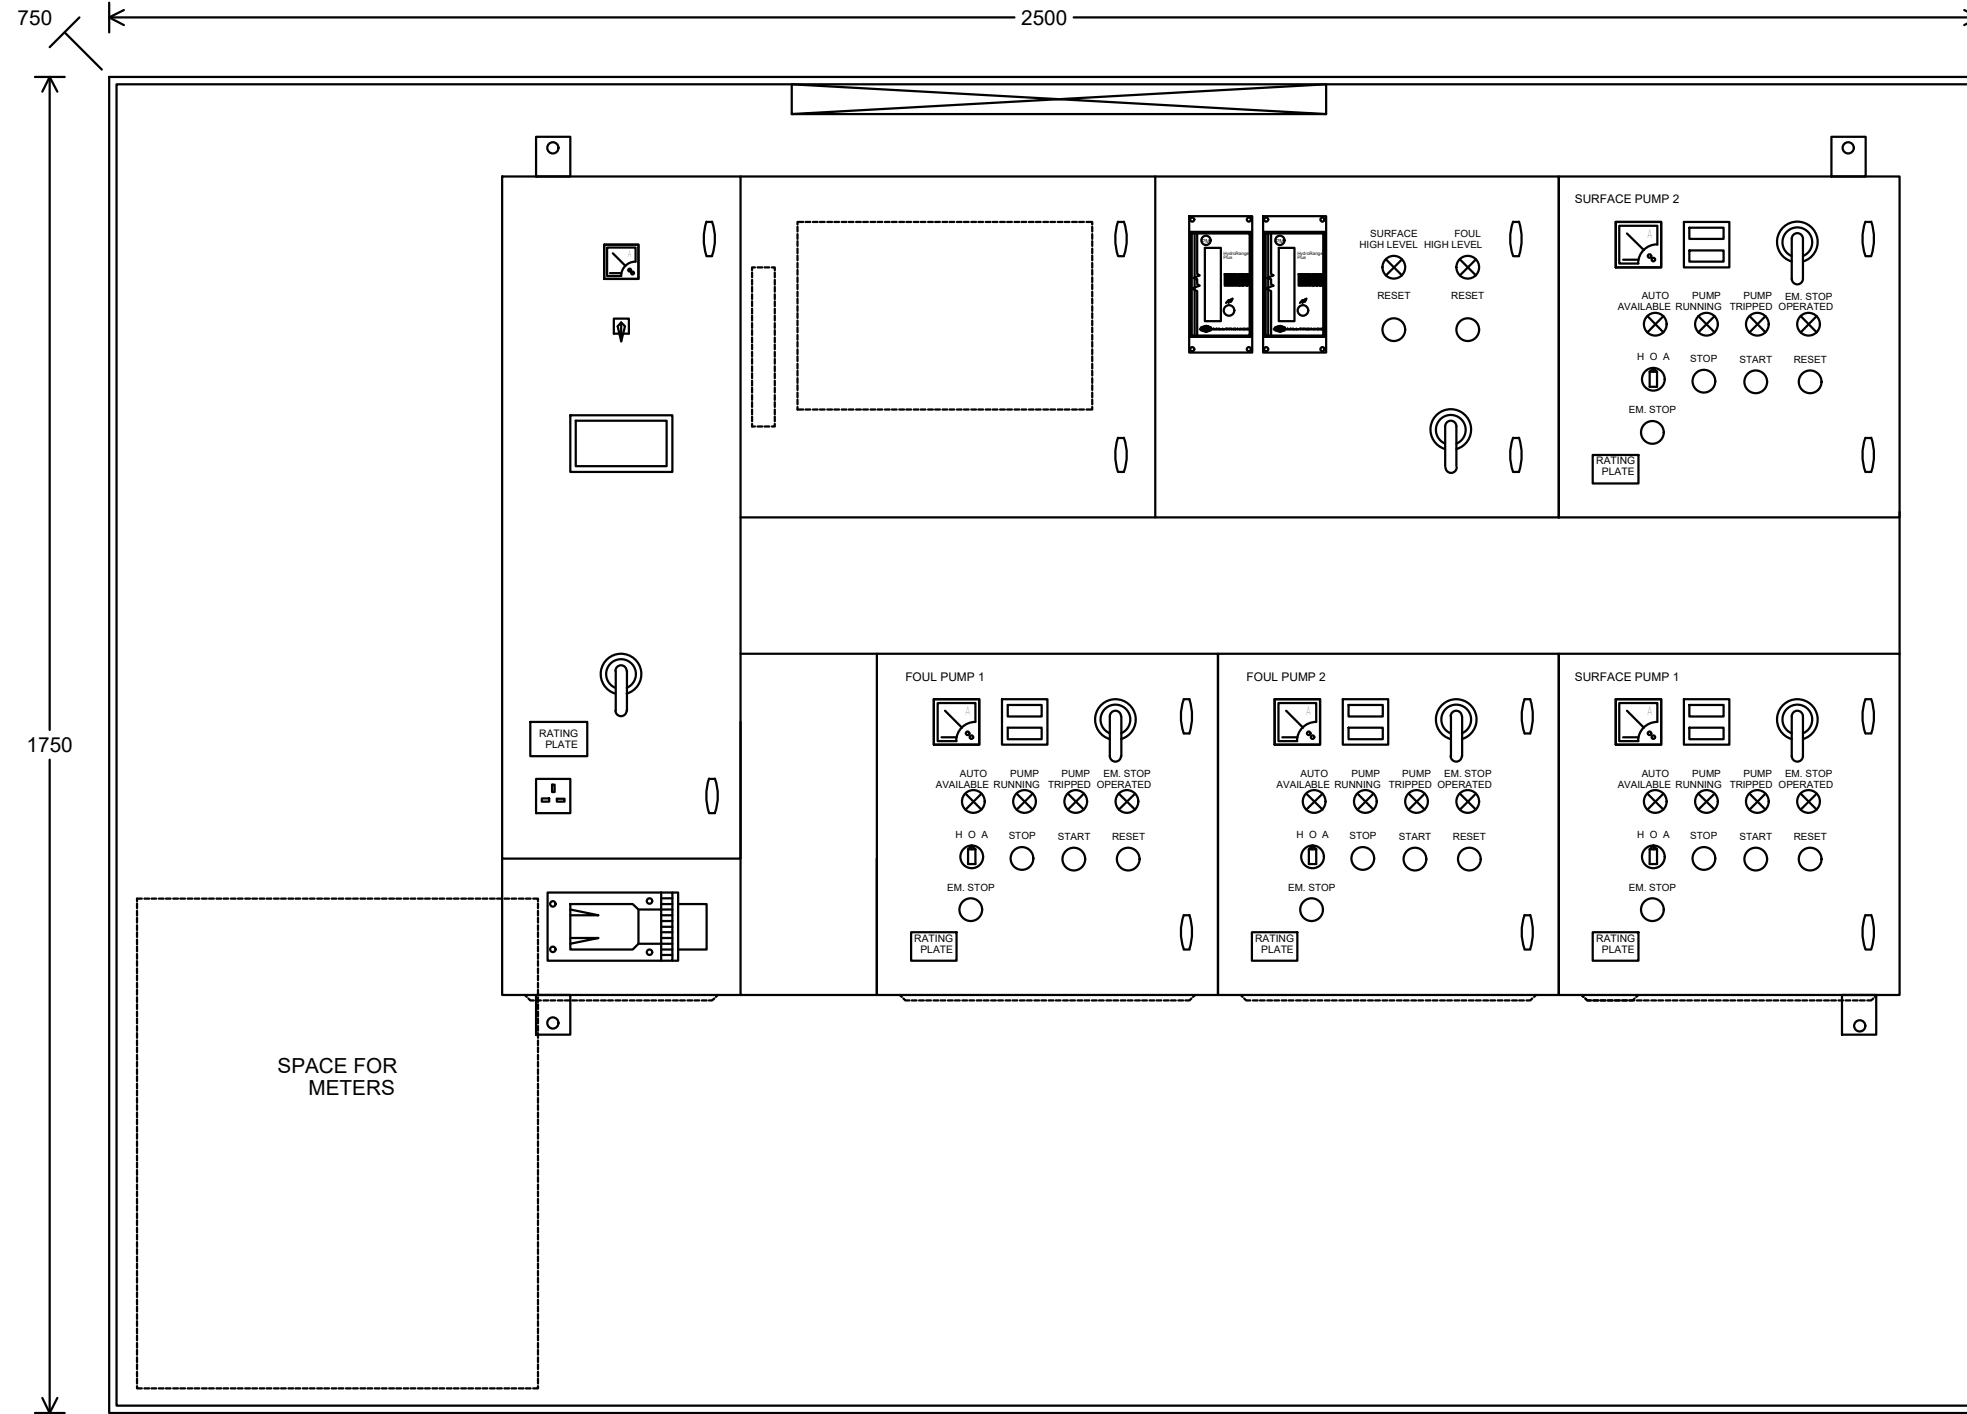 750
2500
1750
SURFACE PUMP 2
SURFACE
HIGH LEVEL
FOUL
HIGH LEVEL
RESET
RESET
HydroRanger
Plus
HydroRanger
Plus
AUTO
AVAILABLE
PUMP
RUNNING
PUMP
TRIPPED
EM. STOP
OPERATED
H O A
STOP
START
RESET
EM. STOP
RATING
PLATE
RATING
PLATE
FOUL PUMP 1
A
AUTO
AVAILABLE
PUMP
RUNNING
PUMP
TRIPPED
EM. STOP
OPERATED
H O A
STOP
START
RESET
EM. STOP
RATING
PLATE
FOUL PUMP 2
A
AUTO
AVAILABLE
PUMP
RUNNING
PUMP
TRIPPED
EM. STOP
OPERATED
H O A
STOP
START
RESET
EM. STOP
RATING
PLATE
SURFACE PUMP 1
A
AUTO
AVAILABLE
PUMP
RUNNING
PUMP
TRIPPED
EM. STOP
OPERATED
H O A
STOP
START
RESET
EM. STOP
RATING
PLATE
SPACE FOR
METERS